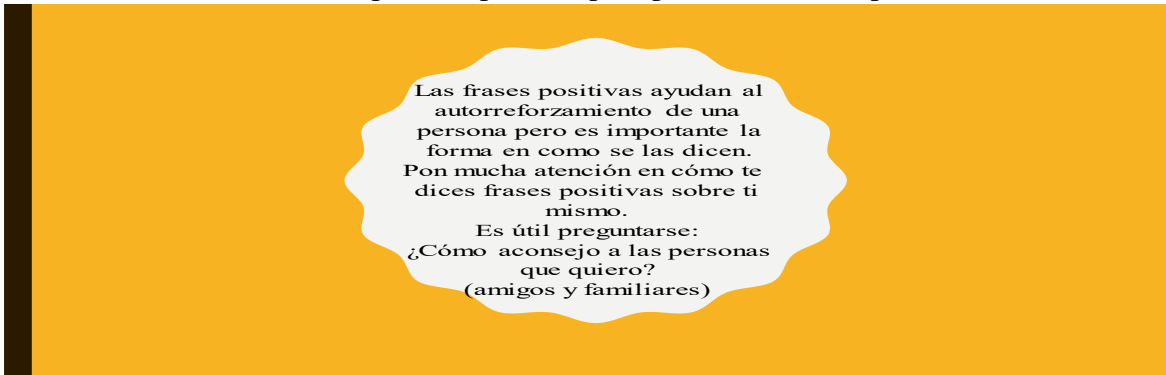 Las frases positivas ayudan al
autorreforzamiento de una
persona pero es importante la
forma en como se las dicen.
Pon mucha atención en cómo te
dices frases positivas sobre ti
mismo.
Es útil preguntarse:
¿Cómo aconsejo a las personas
que quiero?
(amigos y familiares)